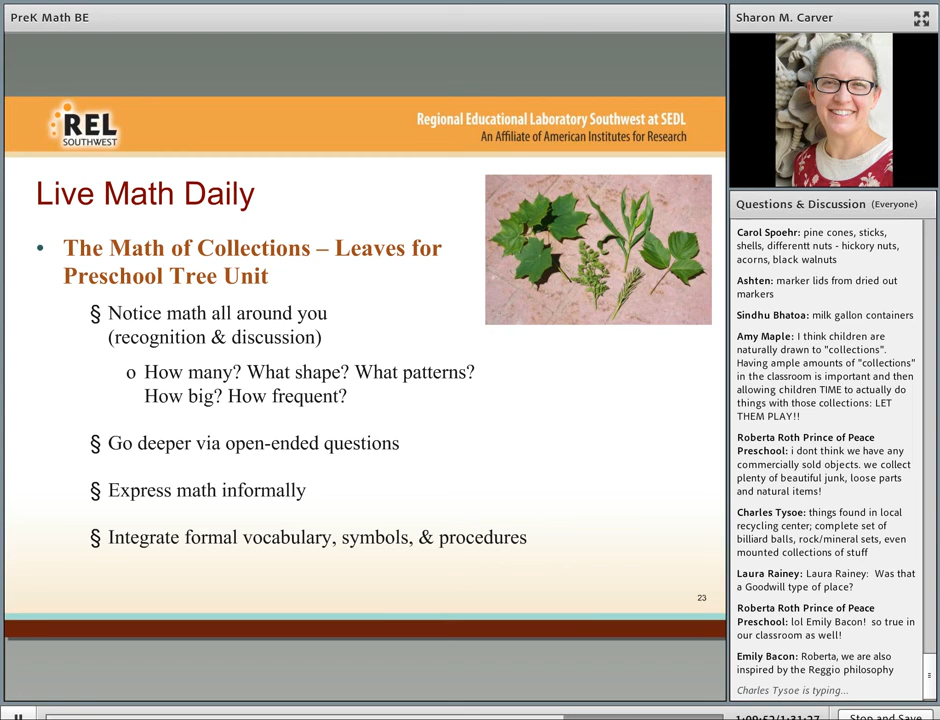 PreK Math BE
Sharon M. Carver
REL
SOUTHWEST
Regional Educational Laboratory Southwest at SEDL
An Affiliate of American Institutes for Research
Live Math Daily
• The Math of Collections – Leaves for
Preschool Tree Unit
§ Notice math all around you
(recognition & discussion)
o How many? What shape? What patterns?
How big? How frequent?
§ Go deeper via open-ended questions
§ Express math informally
§ Integrate formal vocabulary, symbols, & procedures
23
Questions & Discussion (Everyone)
Carol Spoehr: pine cones, sticks,
shells, differentt nuts - hickory nuts,
acorns, black walnuts
Ashten: marker lids from dried out
markers
Sindhu Bhatoa: milk gallon containers
Amy Maple: I think children are
naturally drawn to "collections".
Having ample amounts of "collections"
in the classroom is important and then
allowing children TIME to actually do
things with those collections: LET
THEM PLAY!!
Roberta Roth Prince of Peace
Preschool: i dont think we have any
commercially sold objects. we collect
plenty of beautiful junk, loose parts
and natural items!
Charles Tysoe: things found in local
recycling center; complete set of
billiard balls, rock/mineral sets, even
mounted collections of stuff
Laura Rainey: Laura Rainey: Was that
a Goodwill type of place?
Roberta Roth Prince of Peace
Preschool: lol Emily Bacon! so true in
our classroom as well!
Emily Bacon: Roberta, we are also
inspired by the Reggio philosophy
Charles Tysoe is typing...
1:09:52/1:31:27
Stop and Save